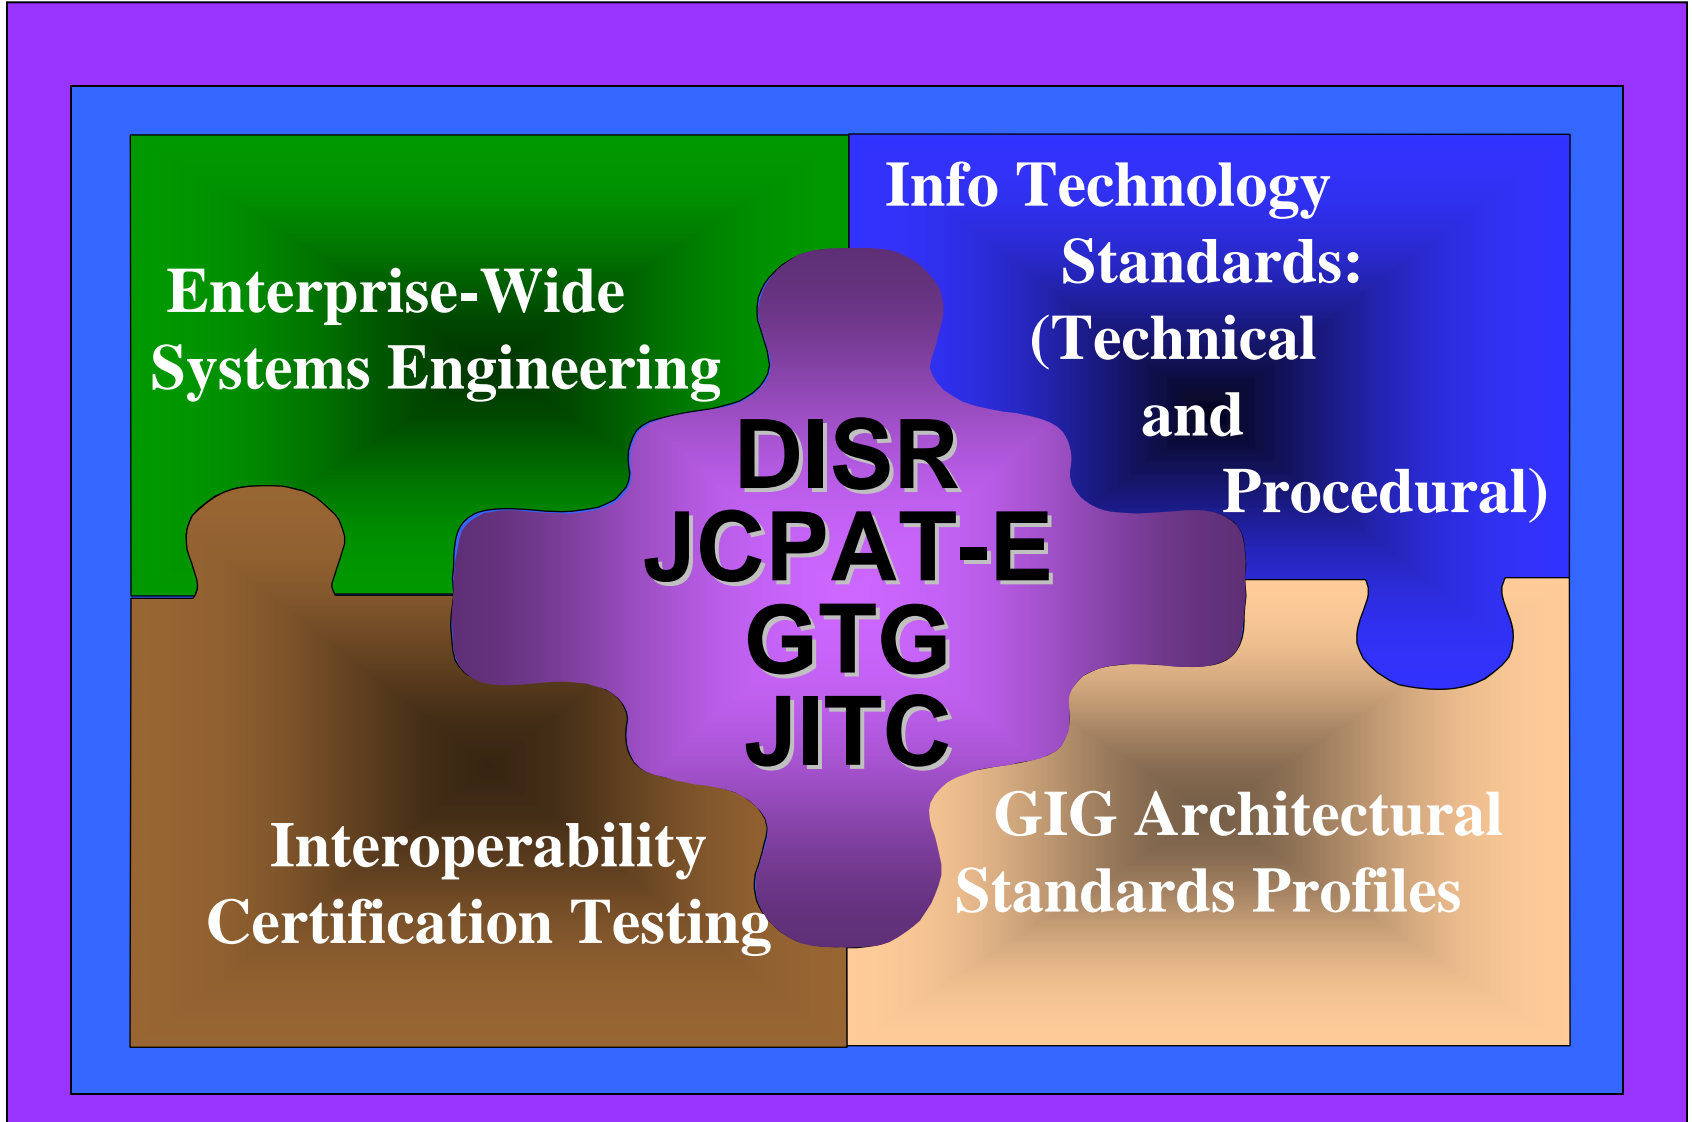 Enterprise-Wide
Systems Engineering
Info Technology
Standards:
(Technical
and
Procedural)
DISR
JCPAT-E
GTG
JITC
Interoperability
Certification Testing
GIG Architectural
Standards Profiles